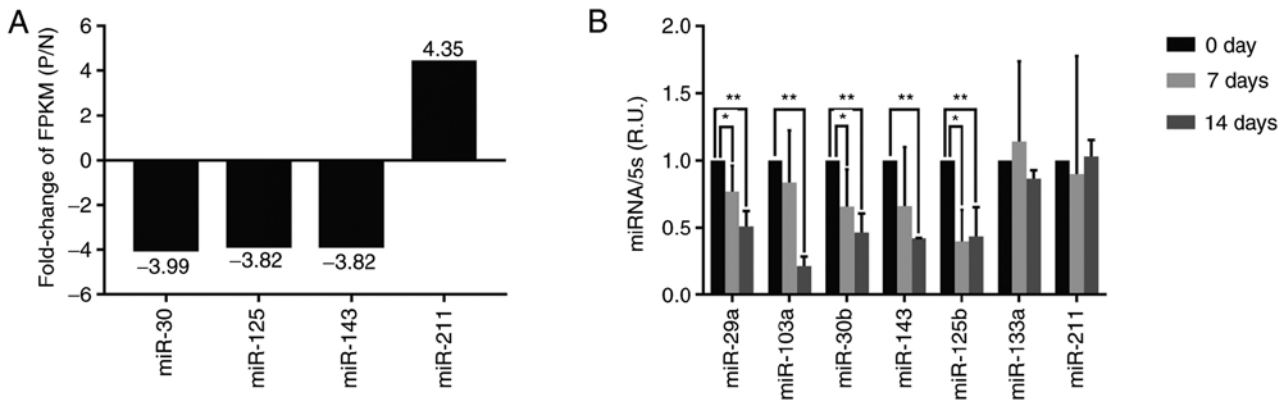 A
Fold-change of FPKM (P/N)
6
4
2
0
−2
−4
−6
−3.99
−3.82
−3.82
4.35
miR-30
miR-125
miR-143
miR-211
B
miRNA/5s (R.U.)
2.0
1.5
1.0
0.5
0.0
** ** ** ** **
* * *
miR-29a
miR-103a
miR-30b
miR-143
miR-125b
miR-133a
miR-211
0 day
7 days
14 days